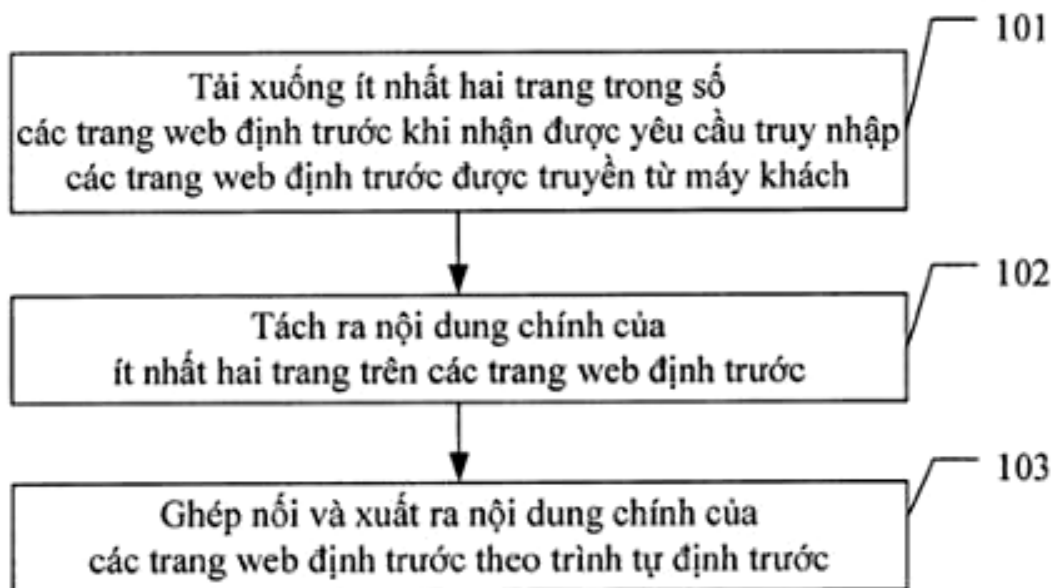 101
Tải xuống ít nhất hai trang trong số
các trang web định trước khi nhận được yêu cầu truy nhập
các trang web định trước được truyền từ máy khách
102
Tách ra nội dung chính của
ít nhất hai trang trên các trang web định trước
103
Ghép nối và xuất ra nội dung chính của
các trang web định trước theo trình tự định trước